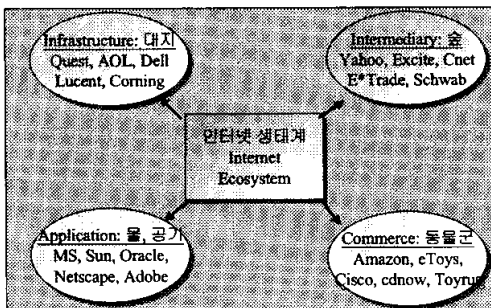 Infrastructure: 대지
Quest, AOL, Dell
Lucent, Corning
Intermediary: 숲
Yahoo, Excite, Cnet
E*Trade, Schwab
인터넷 생태계
Internet
Ecosystem
Application: 물, 공기
MS, Sun, Oracle,
Netscape, Adobe
Commerce: 동물군
Amazon, eToys,
Cisco, cdnow, Toyrus